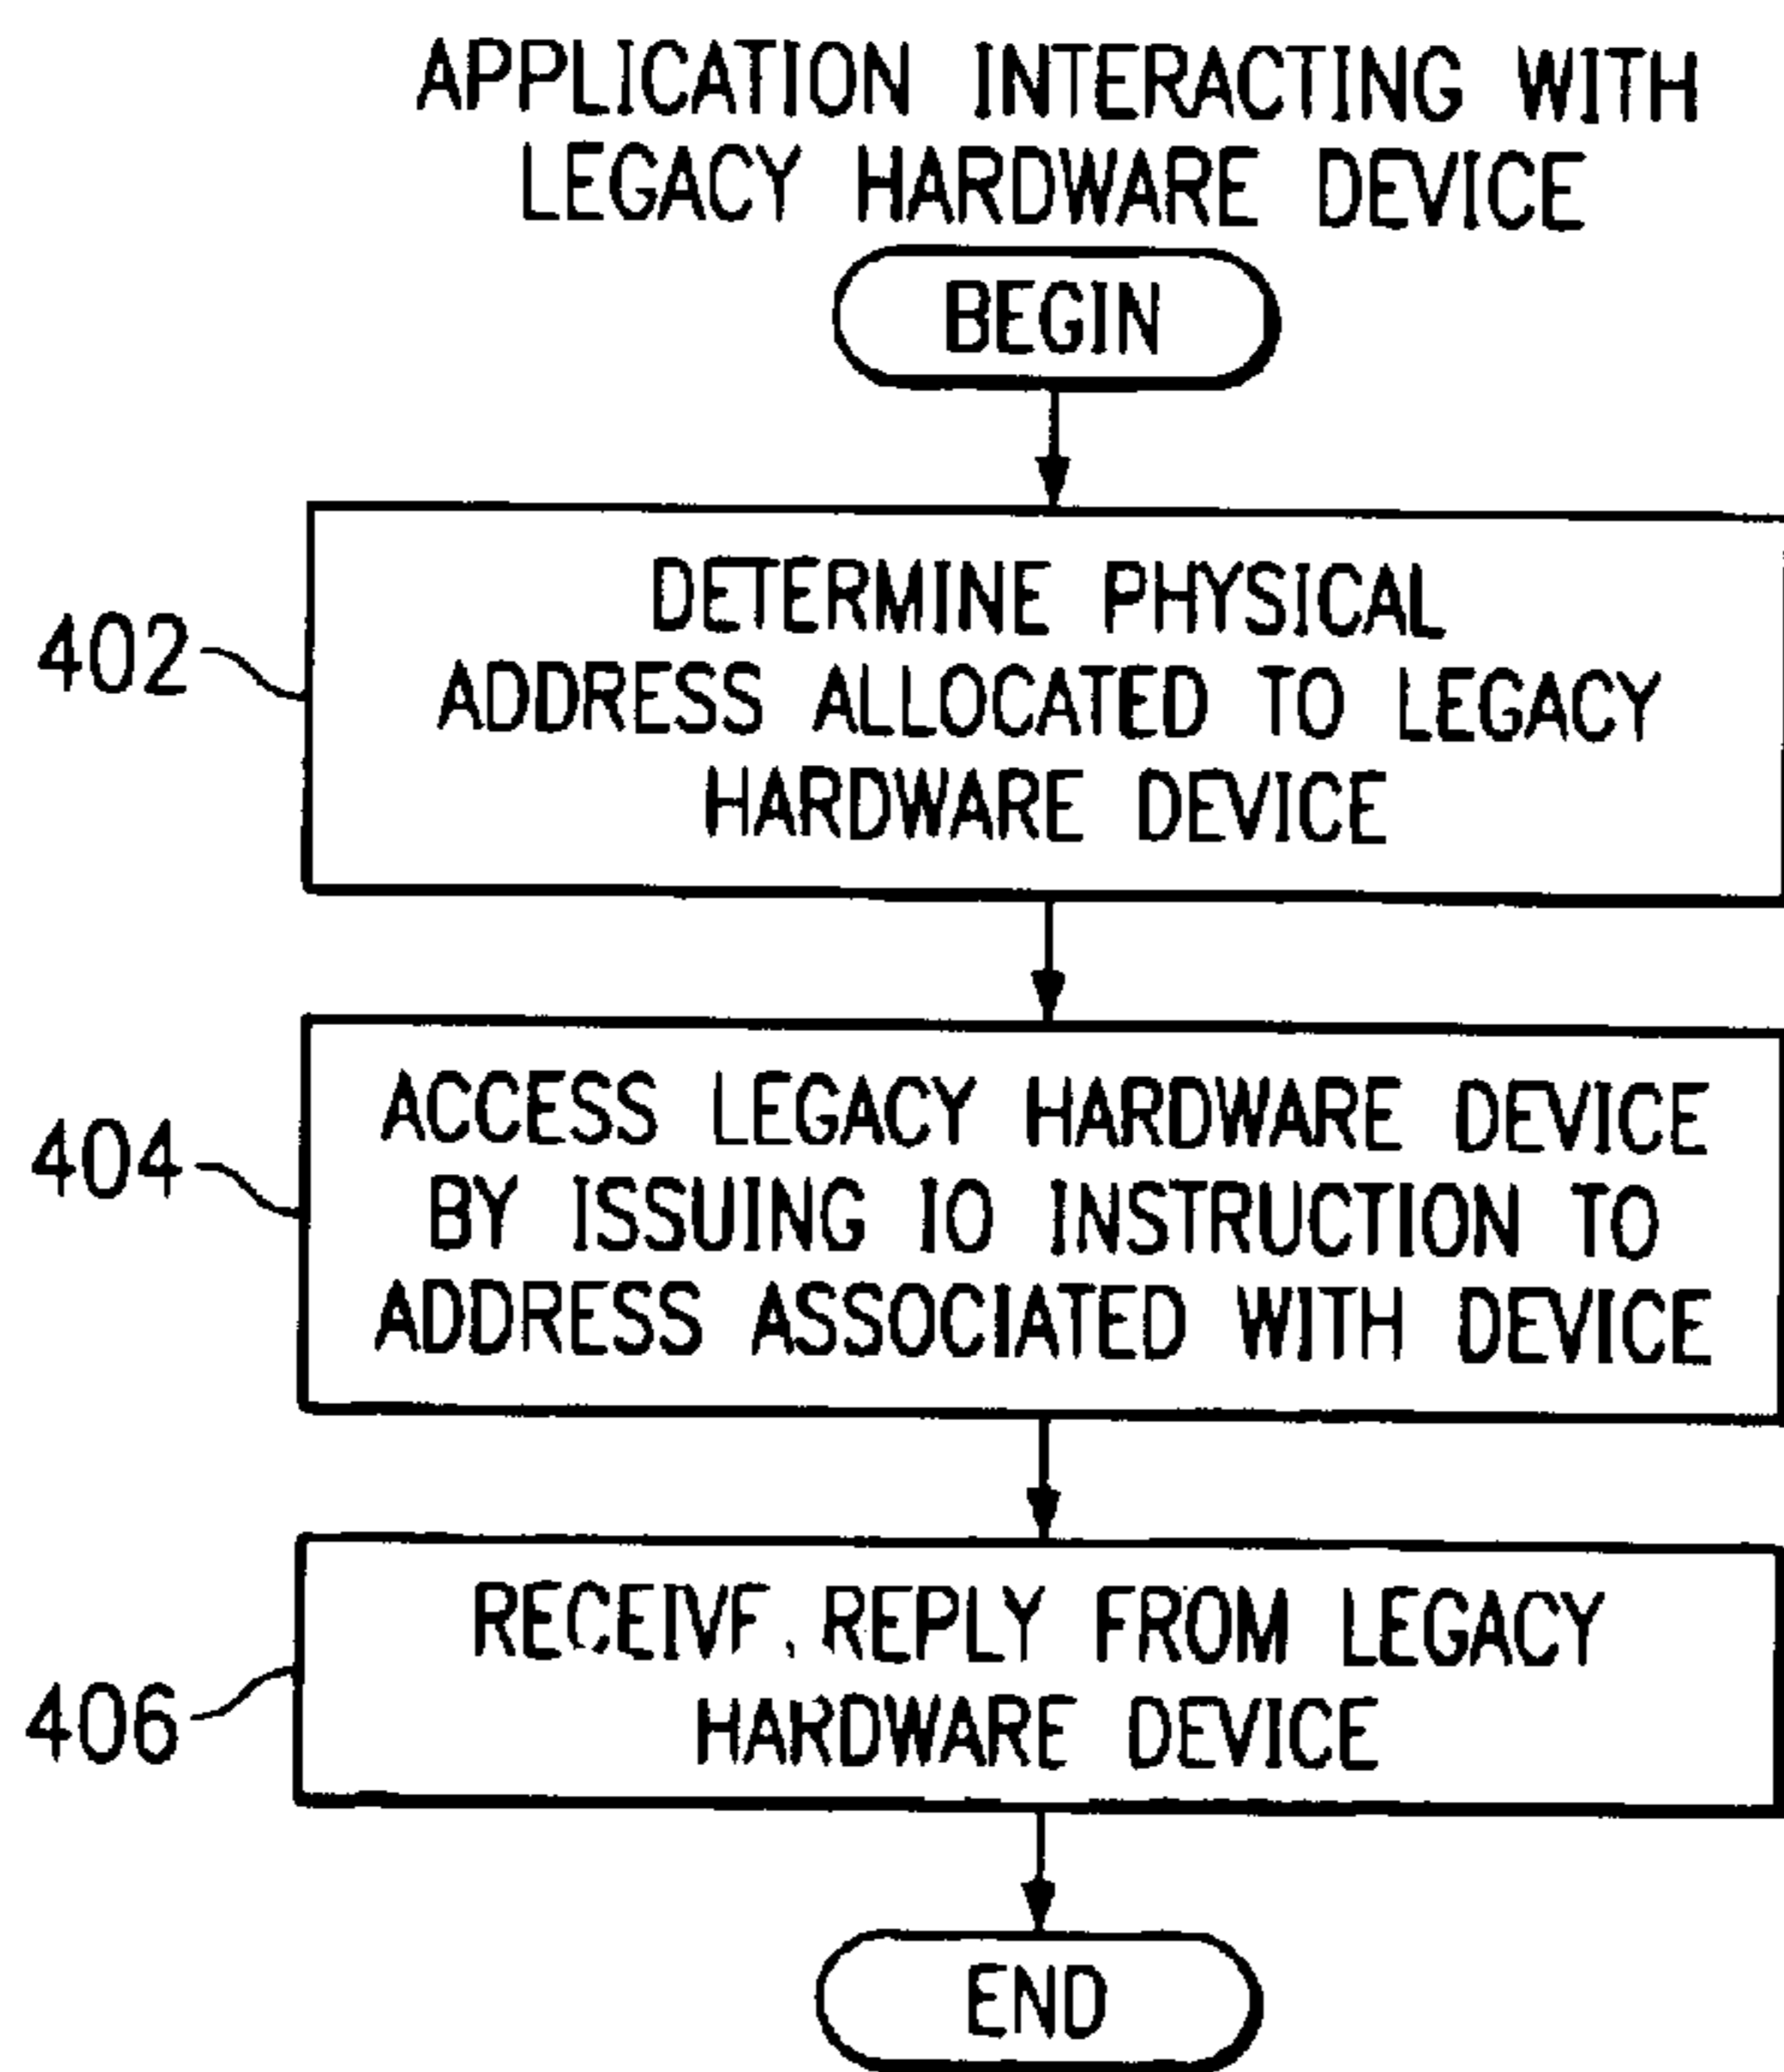 APPLICATION INTERACTING WITH
LEGACY HARDWARE DEVICE
BEGIN
402
DETERMINE PHYSICAL
ADDRESS ALLOCATED TO LEGACY
HARDWARE DEVICE
404
ACCESS LEGACY HARDWARE DEVICE
BY ISSUING IO INSTRUCTION TO
ADDRESS ASSOCIATED WITH DEVICE
406
RECEIVE REPLY FROM LEGACY
HARDWARE DEVICE
END